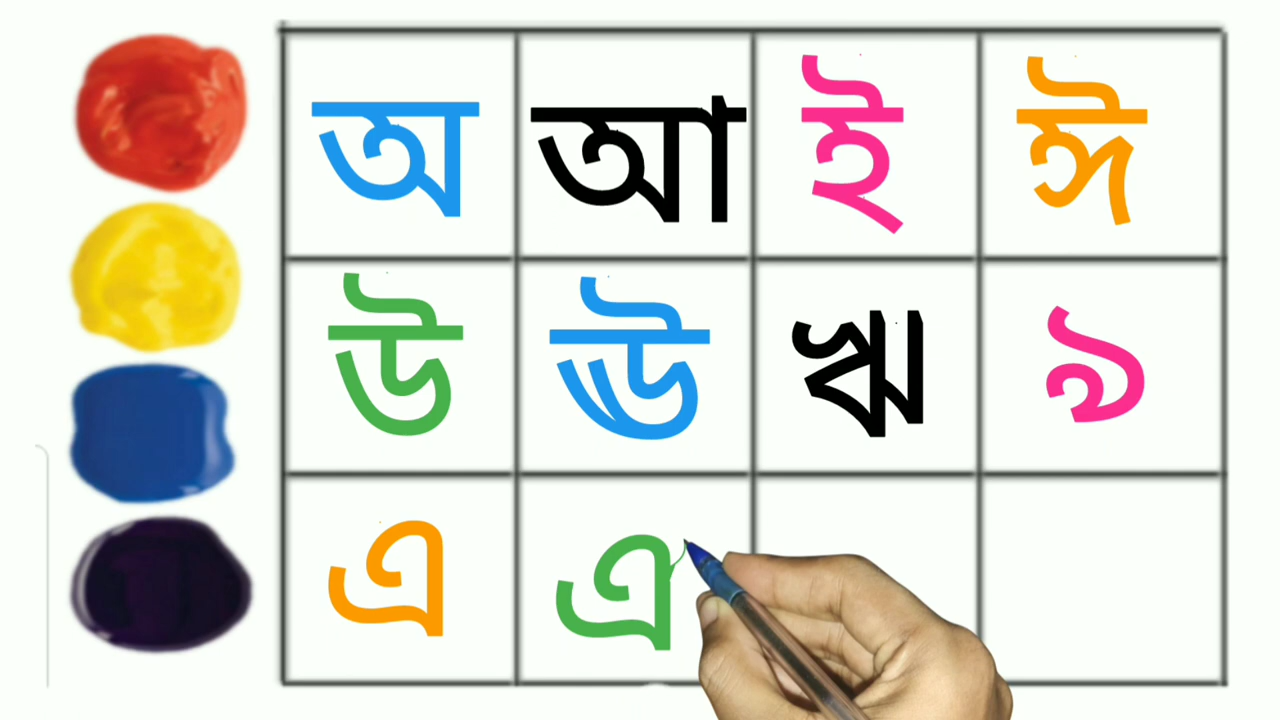 অ আ ই ঈ
উ ঊ ঋ ঌ
এ এ